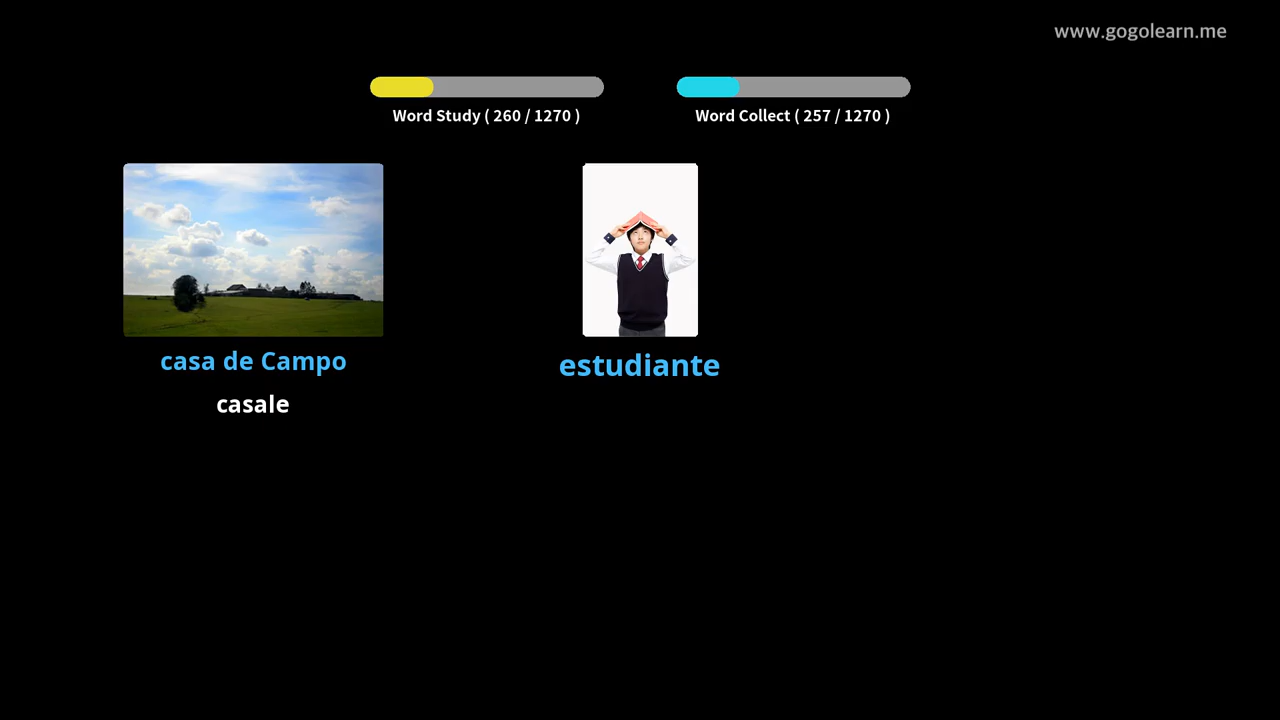 www.gogolearn.me
Word Study ( 260 / 1270 )
Word Collect ( 257 / 1270 )
casa de Campo
casale
estudiante